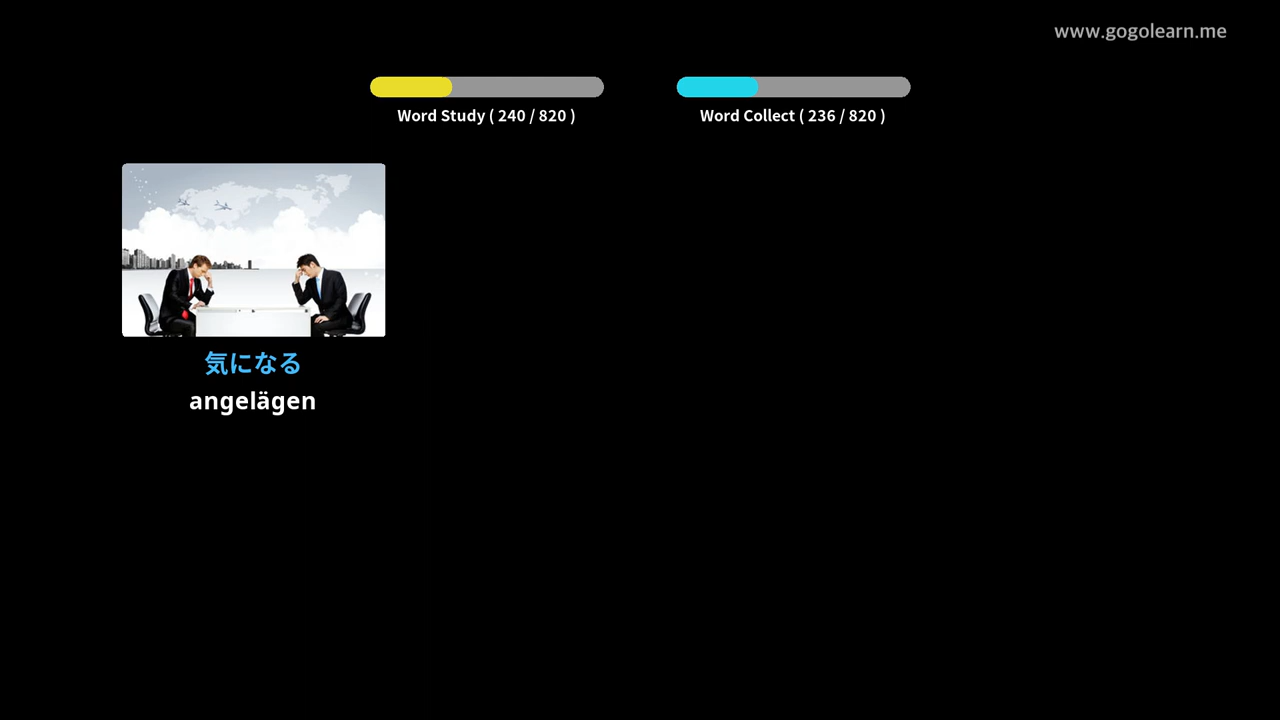 www.gogolearn.me
Word Study ( 240 / 820 )
Word Collect ( 236 / 820 )
気になる
angelägen